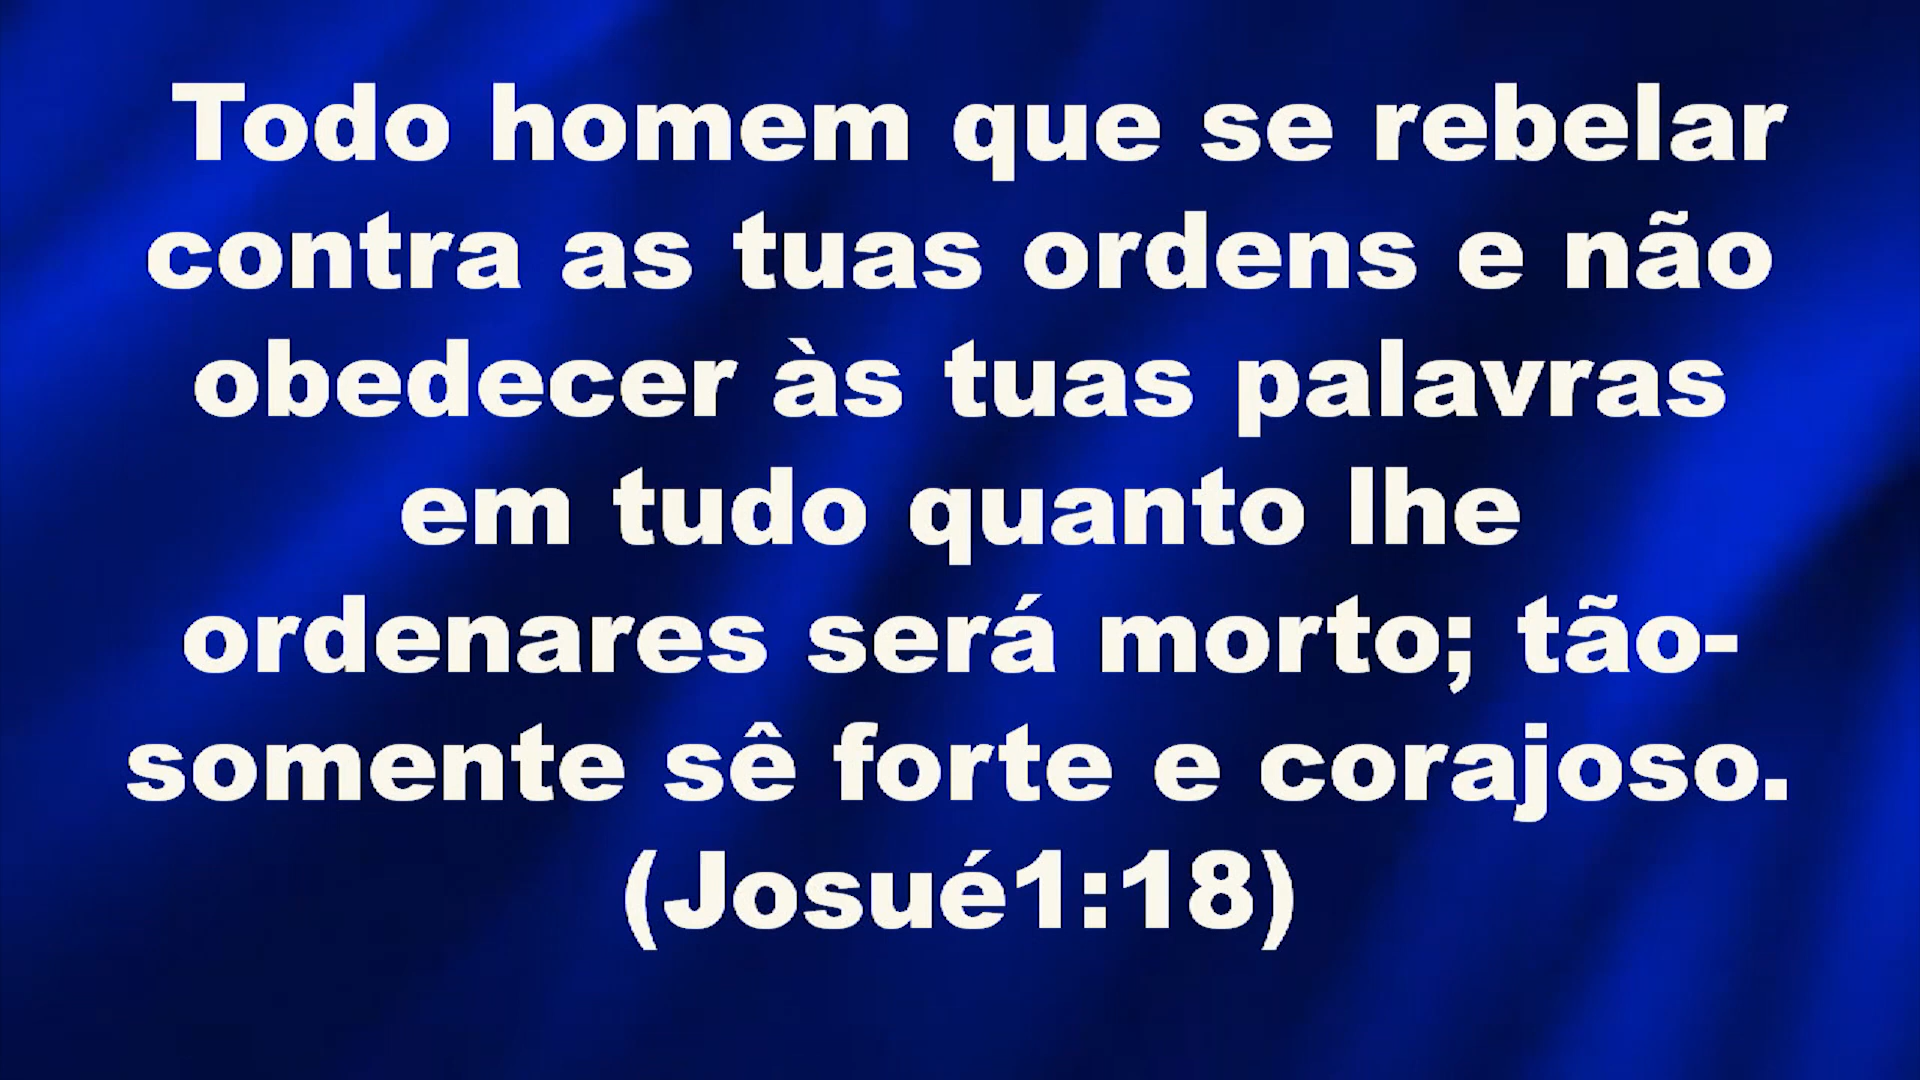 Todo homem que se rebelar
contra as tuas ordens e não
obedecer às tuas palavras
em tudo quanto lhe
ordenares será morto; tão-
somente sê forte e corajoso.
(Josué1:18)